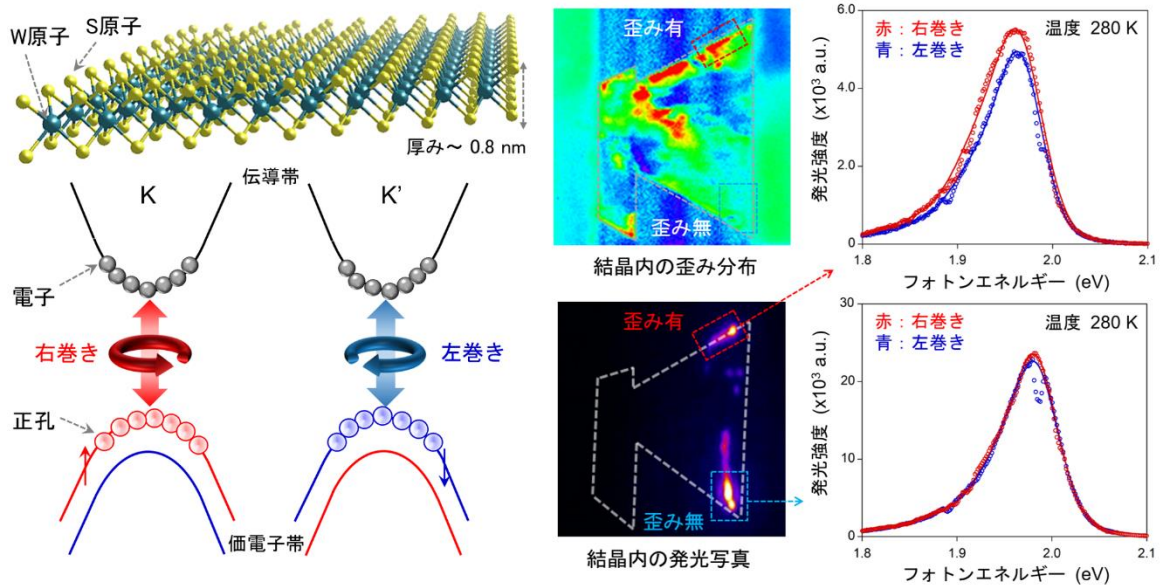 W原子
S原子
厚み～ 0.8 nm
K
伝導帯
K'
電子
右巻き
左巻き
正孔
価電子帯
歪み有
歪み無
結晶内の歪み分布
歪み有
歪み無
結晶内の発光写真
赤：右巻き
青：左巻き
温度 280 K
発光強度 (x10³ a.u.)
6.0
4.0
2.0
0
1.8
1.9
2.0
2.1
フォトンエネルギー (eV)
赤：右巻き
青：左巻き
温度 280 K
発光強度 (x10³ a.u.)
30
20
10
0
1.8
1.9
2.0
2.1
フォトンエネルギー (eV)